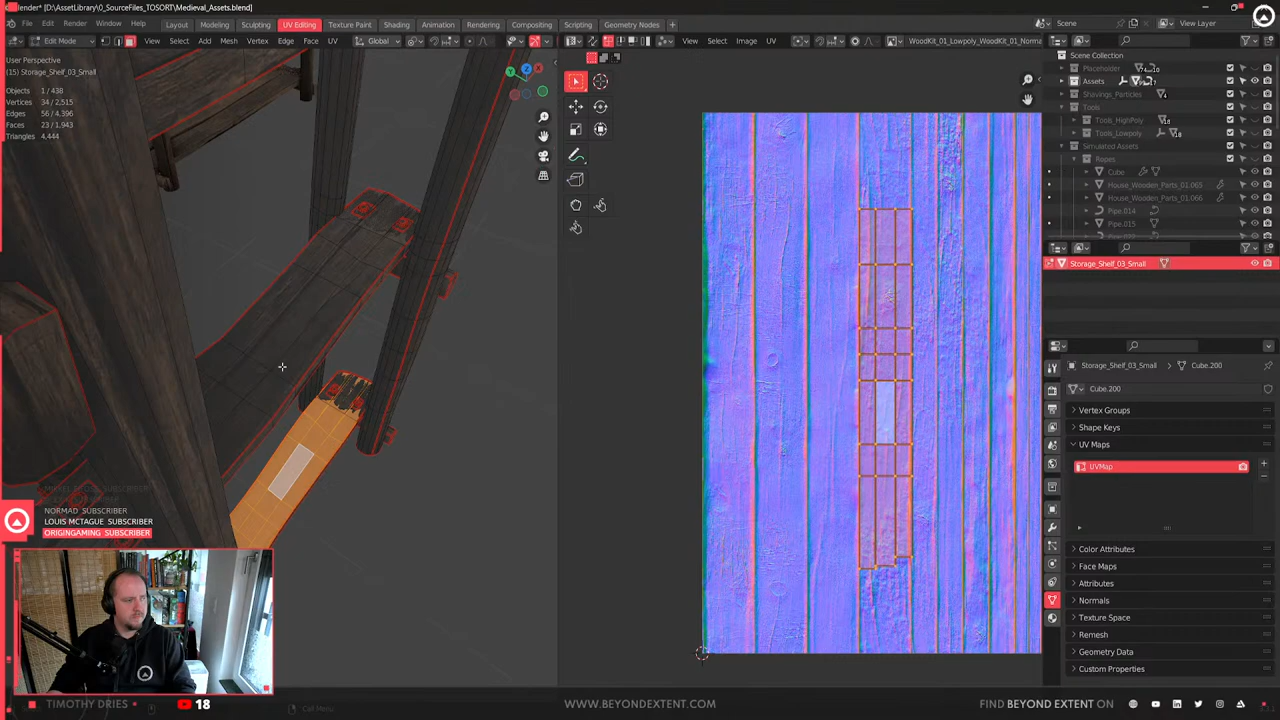 Blender* [D:\AssetLibrary\0_SourceFiles_TOSORT\Medieval_Assets.blend]
File Edit Render Window Help Layout Modeling Sculpting UV Editing Texture Paint Shading Animation Rendering Compositing Scripting Geometry Nodes + Scene View Layer
Edit Mode View Select Add Mesh Vertex Edge Face UV Global View Select Image UV WoodKit_01_Lowpoly_WoodKit_01_Norma
User Perspective
(15) Storage_Shelf_03_Small
Objects 1 / 438
Vertices 34 / 2,515
Edges 56 / 4,396
Faces 23 / 1,943
Triangles 4,444
Scene Collection
Placeholder
Assets
Shavings_Particles
Tools
Tools_HighPoly
Tools_Lowpoly
Simulated Assets
Ropes
Cube
House_Wooden_Parts_01.065
House_Wooden_Parts_01.066
Pipe.014
Pipe.015
Storage_Shelf_03_Small
Storage_Shelf_03_Small Cube.200
Cube.200
Vertex Groups
Shape Keys
UV Maps
UVMap
Color Attributes
Face Maps
Attributes
Normals
Texture Space
Remesh
Geometry Data
Custom Properties
NORMAD SUBSCRIBER
LOUIS MCTAGUE SUBSCRIBER
ORIGINGAMING SUBSCRIBER
Call Menu
TIMOTHY DRIES 18 WWW.BEYONDEXTENT.COM FIND BEYOND EXTENT ON